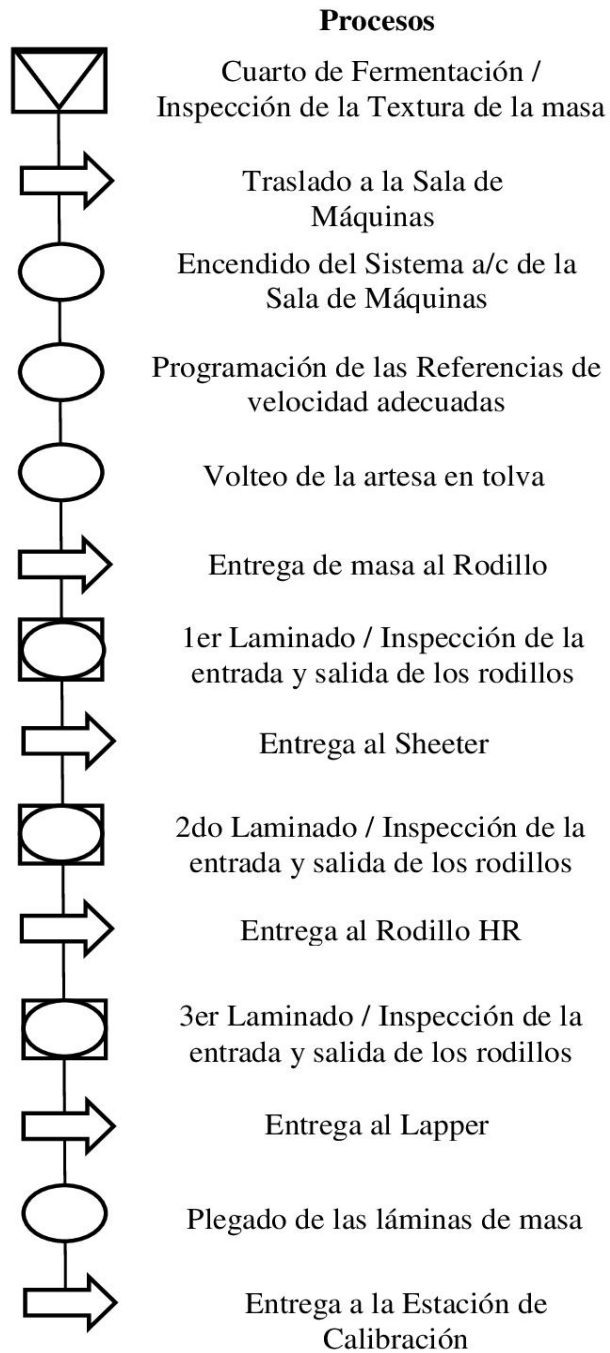 Procesos
Cuarto de Fermentación /
Inspección de la Textura de la masa
Traslado a la Sala de
Máquinas
Encendido del Sistema a/c de la
Sala de Máquinas
Programación de las Referencias de
velocidad adecuadas
Volteo de la artesa en tolva
Entrega de masa al Rodillo
1er Laminado / Inspección de la
entrada y salida de los rodillos
Entrega al Sheeter
2do Laminado / Inspección de la
entrada y salida de los rodillos
Entrega al Rodillo HR
3er Laminado / Inspección de la
entrada y salida de los rodillos
Entrega al Lapper
Plegado de las láminas de masa
Entrega a la Estación de
Calibración